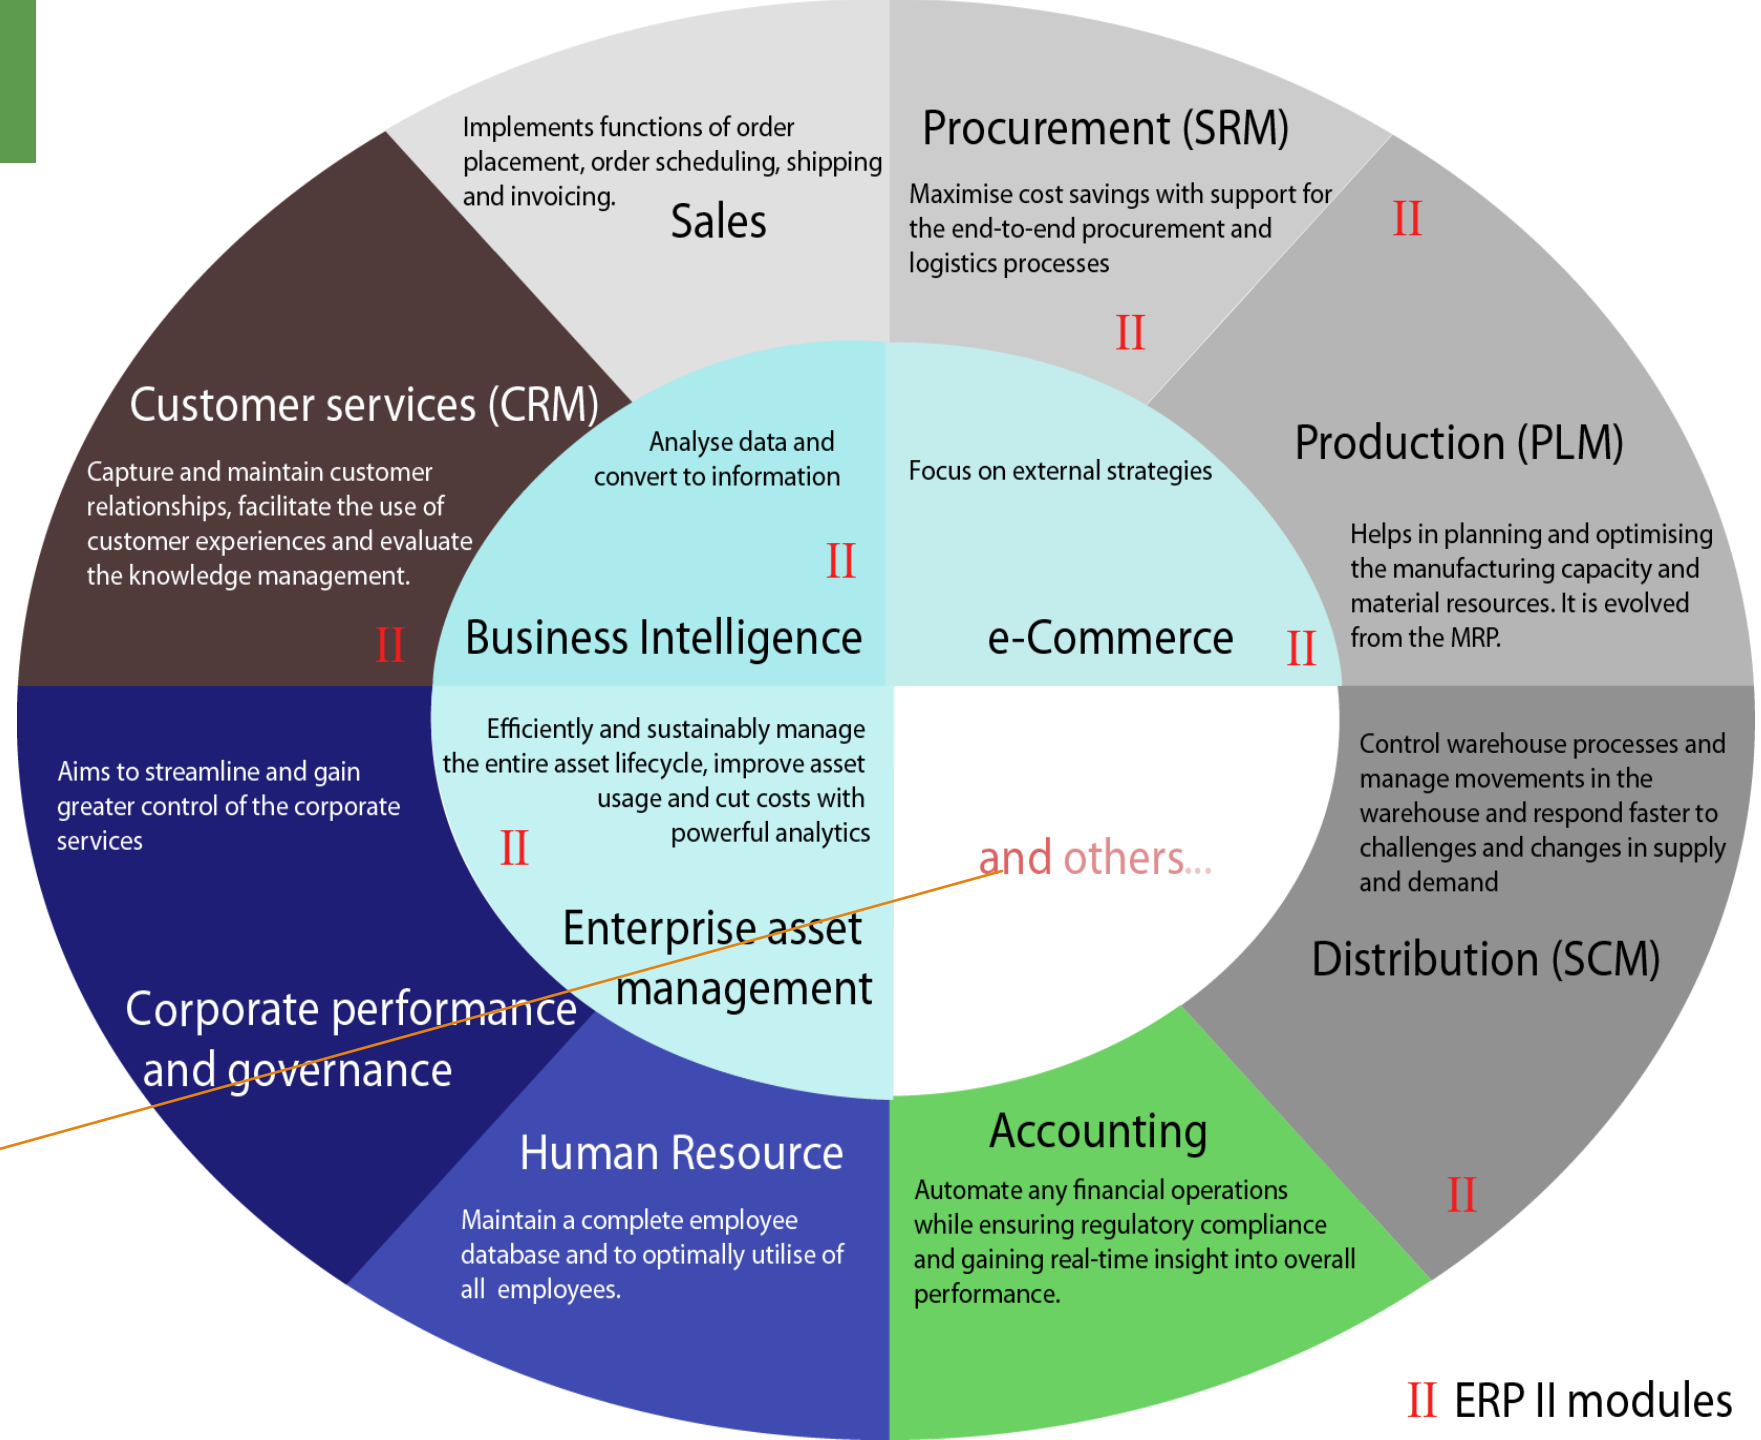 Implements functions of order
placement, order scheduling, shipping
and invoicing.
Sales
Procurement (SRM)
Maximise cost savings with support for
the end-to-end procurement and
logistics processes
II
II
Production (PLM)
Helps in planning and optimising
the manufacturing capacity and
material resources. It is evolved
from the MRP.
Customer services (CRM)
Capture and maintain customer
relationships, facilitate the use of
customer experiences and evaluate
the knowledge management.
II
Analyse data and
convert to information
II
Business Intelligence
Focus on external strategies
e-Commerce
II
Aims to streamline and gain
greater control of the corporate
services
Corporate performance
and governance
Efficiently and sustainably manage
the entire asset lifecycle, improve asset
usage and cut costs with
powerful analytics
II
Enterprise asset
management
and others...
Control warehouse processes and
manage movements in the
warehouse and respond faster to
challenges and changes in supply
and demand
Distribution (SCM)
II
Human Resource
Maintain a complete employee
database and to optimally utilise of
all employees.
Accounting
Automate any financial operations
while ensuring regulatory compliance
and gaining real-time insight into overall
performance.
II ERP II modules